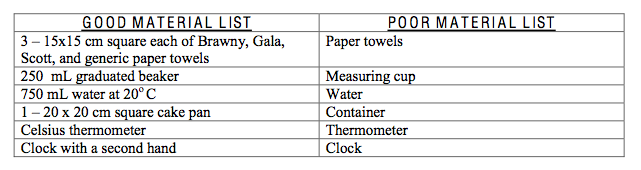 GOOD MATERIAL LIST
POOR MATERIAL LIST
3 – 15x15 cm square each of Brawny, Gala,
Scott, and generic paper towels
Paper towels
250 mL graduated beaker
Measuring cup
750 mL water at 20° C
Water
1 – 20 x 20 cm square cake pan
Container
Celsius thermometer
Thermometer
Clock with a second hand
Clock